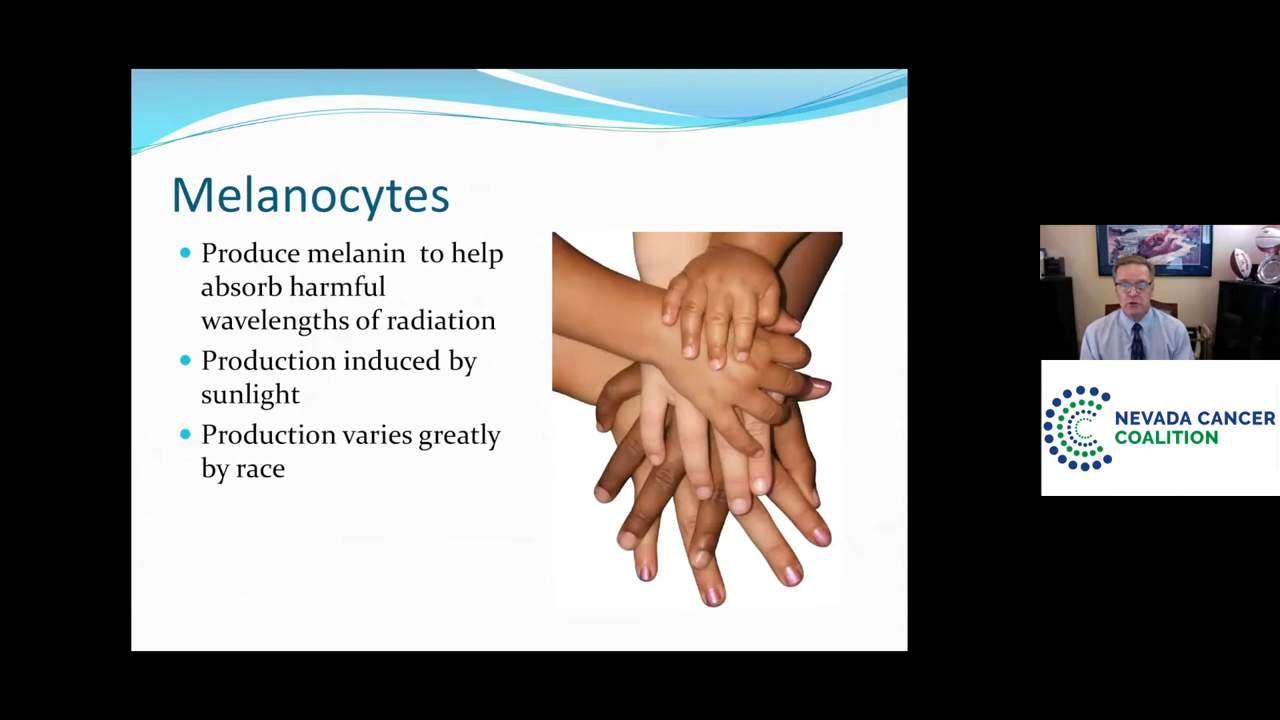 Melanocytes
Produce melanin  to help
absorb harmful
wavelengths of radiation
Production induced by
sunlight
Production varies greatly
by race
NEVADA CANCER
COALITION